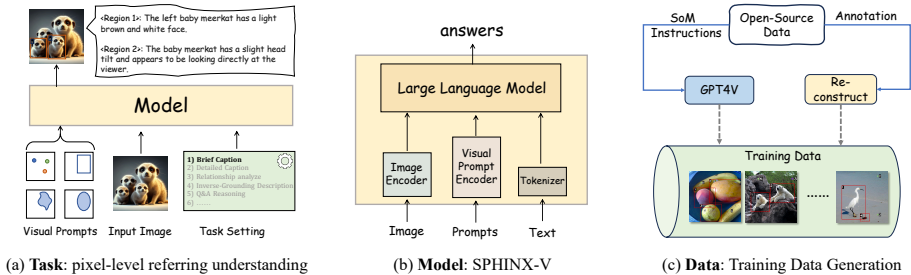 <Region 1>: The left baby meerkat has a light
brown and white face.
<Region 2>: The baby meerkat has a slight head
tilt and appears to be looking directly at the
viewer.
Model
1) Brief Caption
2) Detailed Caption
3) Relationship analyze
4) Inverse-Grounding Description
5) Q&A Reasoning
6) ......
Visual Prompts
Input Image
Task Setting
(a) Task: pixel-level referring understanding
answers
Large Language Model
Image
Encoder
Visual
Prompt
Encoder
Tokenizer
Image
Prompts
Text
(b) Model: SPHINX-V
SoM
Instructions
Open-Source
Data
Annotation
GPT4V
Re-
construct
Training Data
......
(c) Data: Training Data Generation